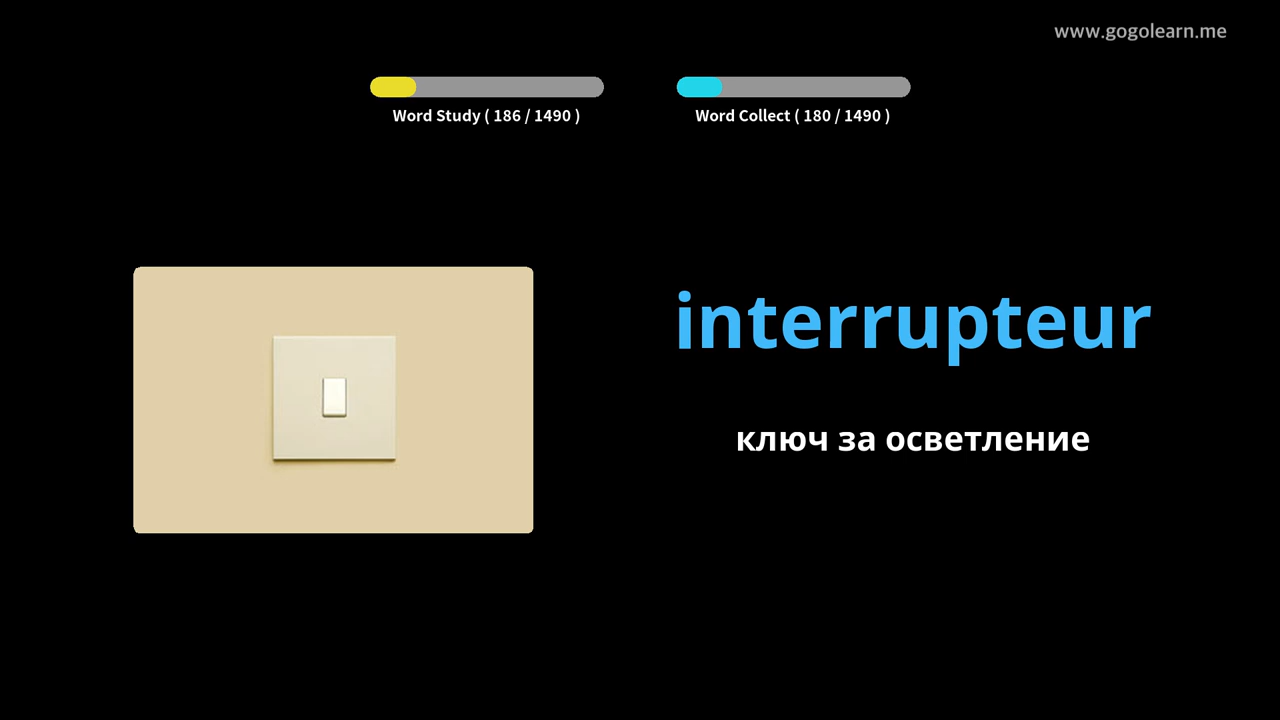 www.gogolearn.me
Word Study ( 186 / 1490 )
Word Collect ( 180 / 1490 )
interrupteur
ключ за осветление